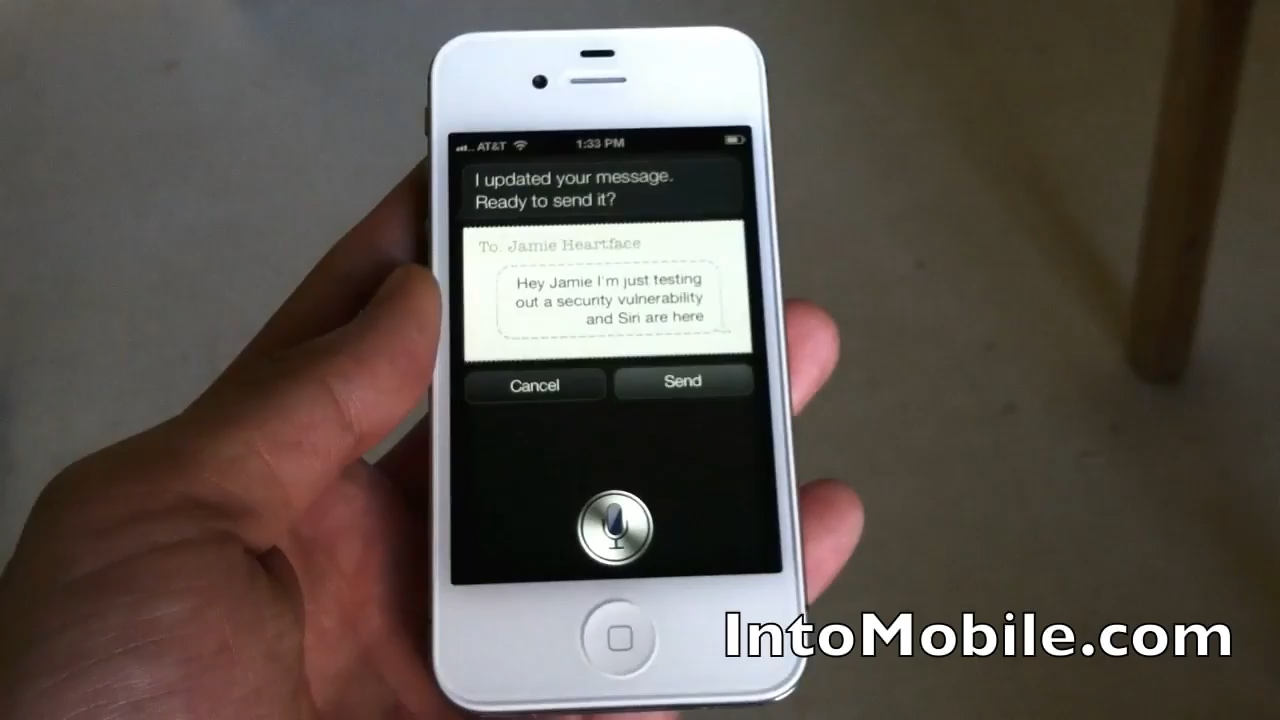 AT&T
1:33 PM
I updated your message.
Ready to send it?
To: Jamie Heartface
Hey Jamie I'm just testing
out a security vulnerability
and Siri are here
Cancel
Send
IntoMobile.com